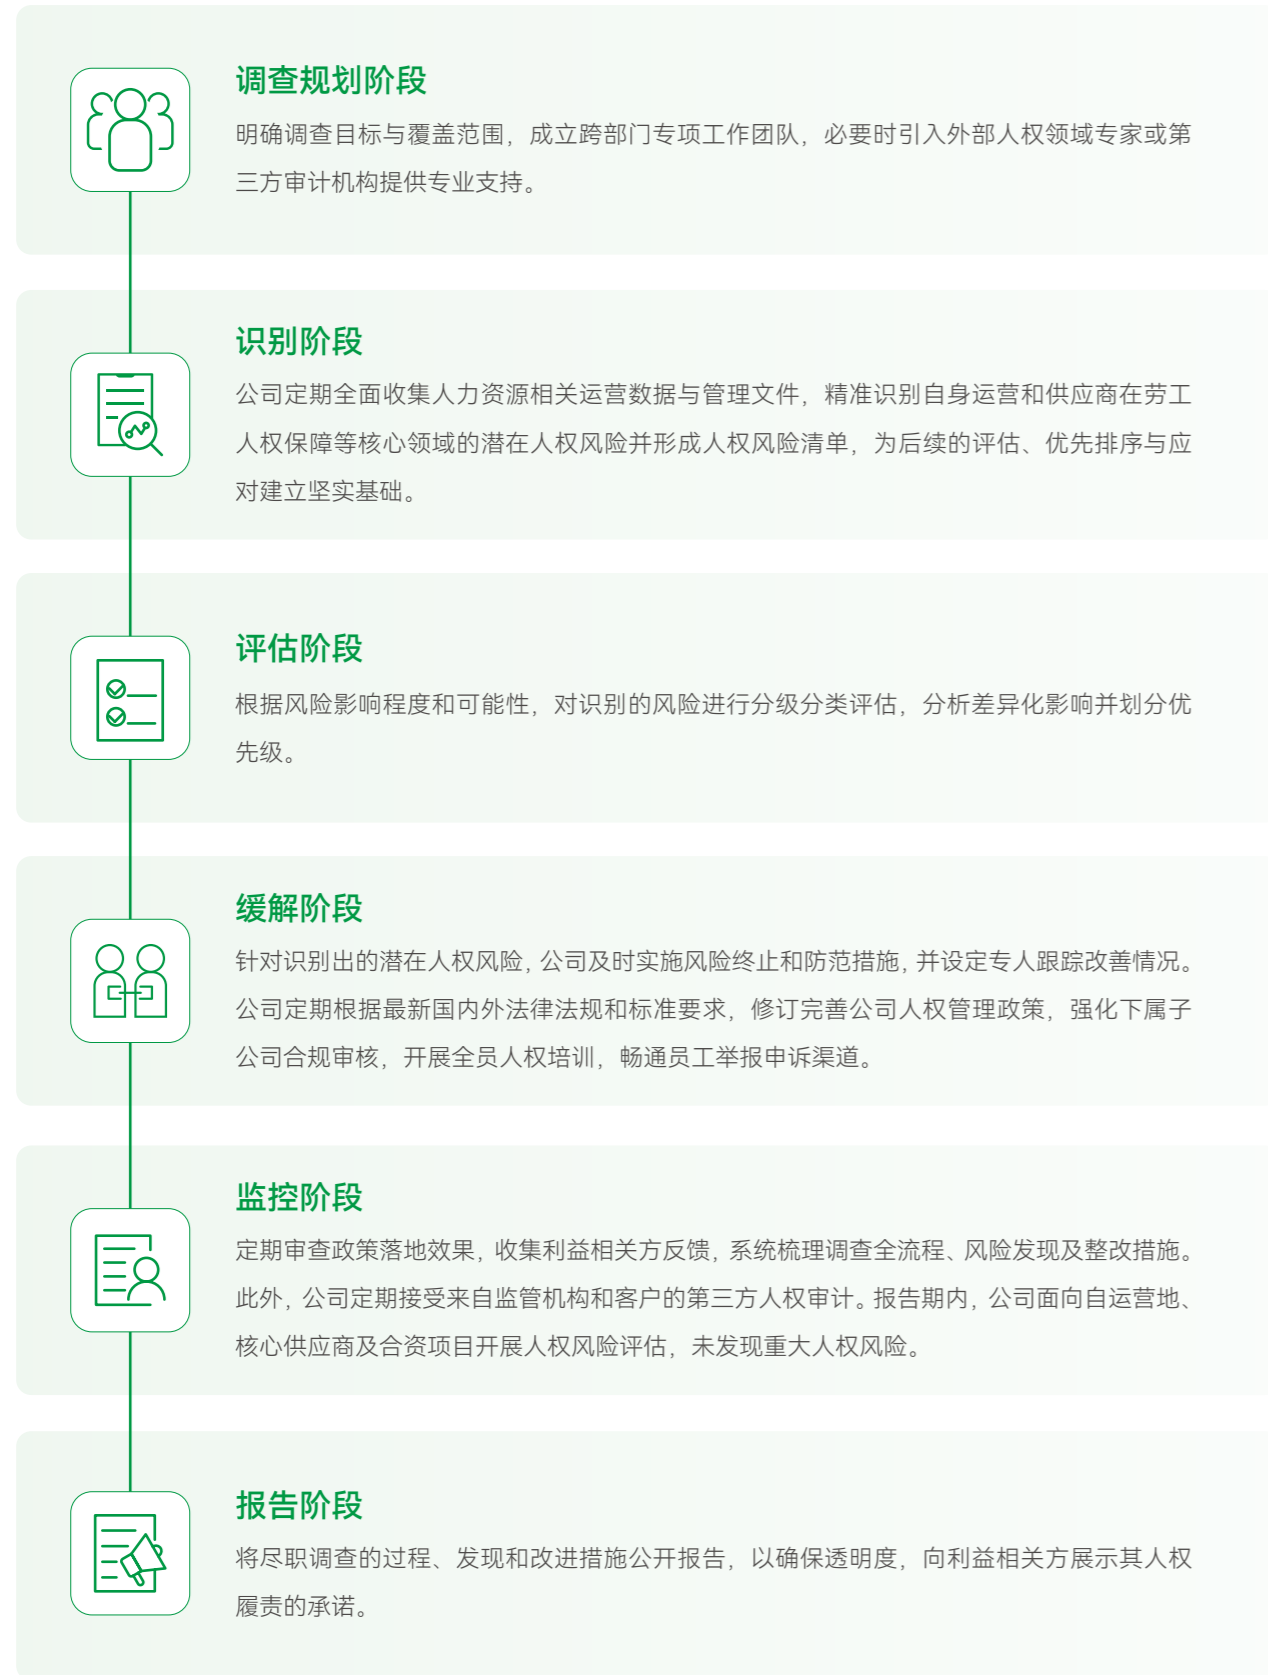 调查规划阶段
明确调查目标与覆盖范围，成立跨部门专项工作团队，必要时引入外部人权领域专家或第
三方审计机构提供专业支持。
识别阶段
公司定期全面收集人力资源相关运营数据与管理文件，精准识别自身运营和供应商在劳工
人权保障等核心领域的潜在人权风险并形成人权风险清单，为后续的评估、优先排序与应
对建立坚实基础。
评估阶段
根据风险影响程度和可能性，对识别的风险进行分级分类评估，分析差异化影响并划分优
先级。
缓解阶段
针对识别出的潜在人权风险，公司及时实施风险终止和防范措施，并设定专人跟踪改善情况。
公司定期根据最新国内外法律法规和标准要求，修订完善公司人权管理政策，强化下属子
公司合规审核，开展全员人权培训，畅通员工举报申诉渠道。
监控阶段
定期审查政策落地效果，收集利益相关方反馈，系统梳理调查全流程、风险发现及整改措施。
此外，公司定期接受来自监管机构和客户的第三方人权审计。报告期内，公司面向自运营地、
核心供应商及合资项目开展人权风险评估，未发现重大人权风险。
报告阶段
将尽职调查的过程、发现和改进措施公开报告，以确保透明度，向利益相关方展示其人权
履责的承诺。